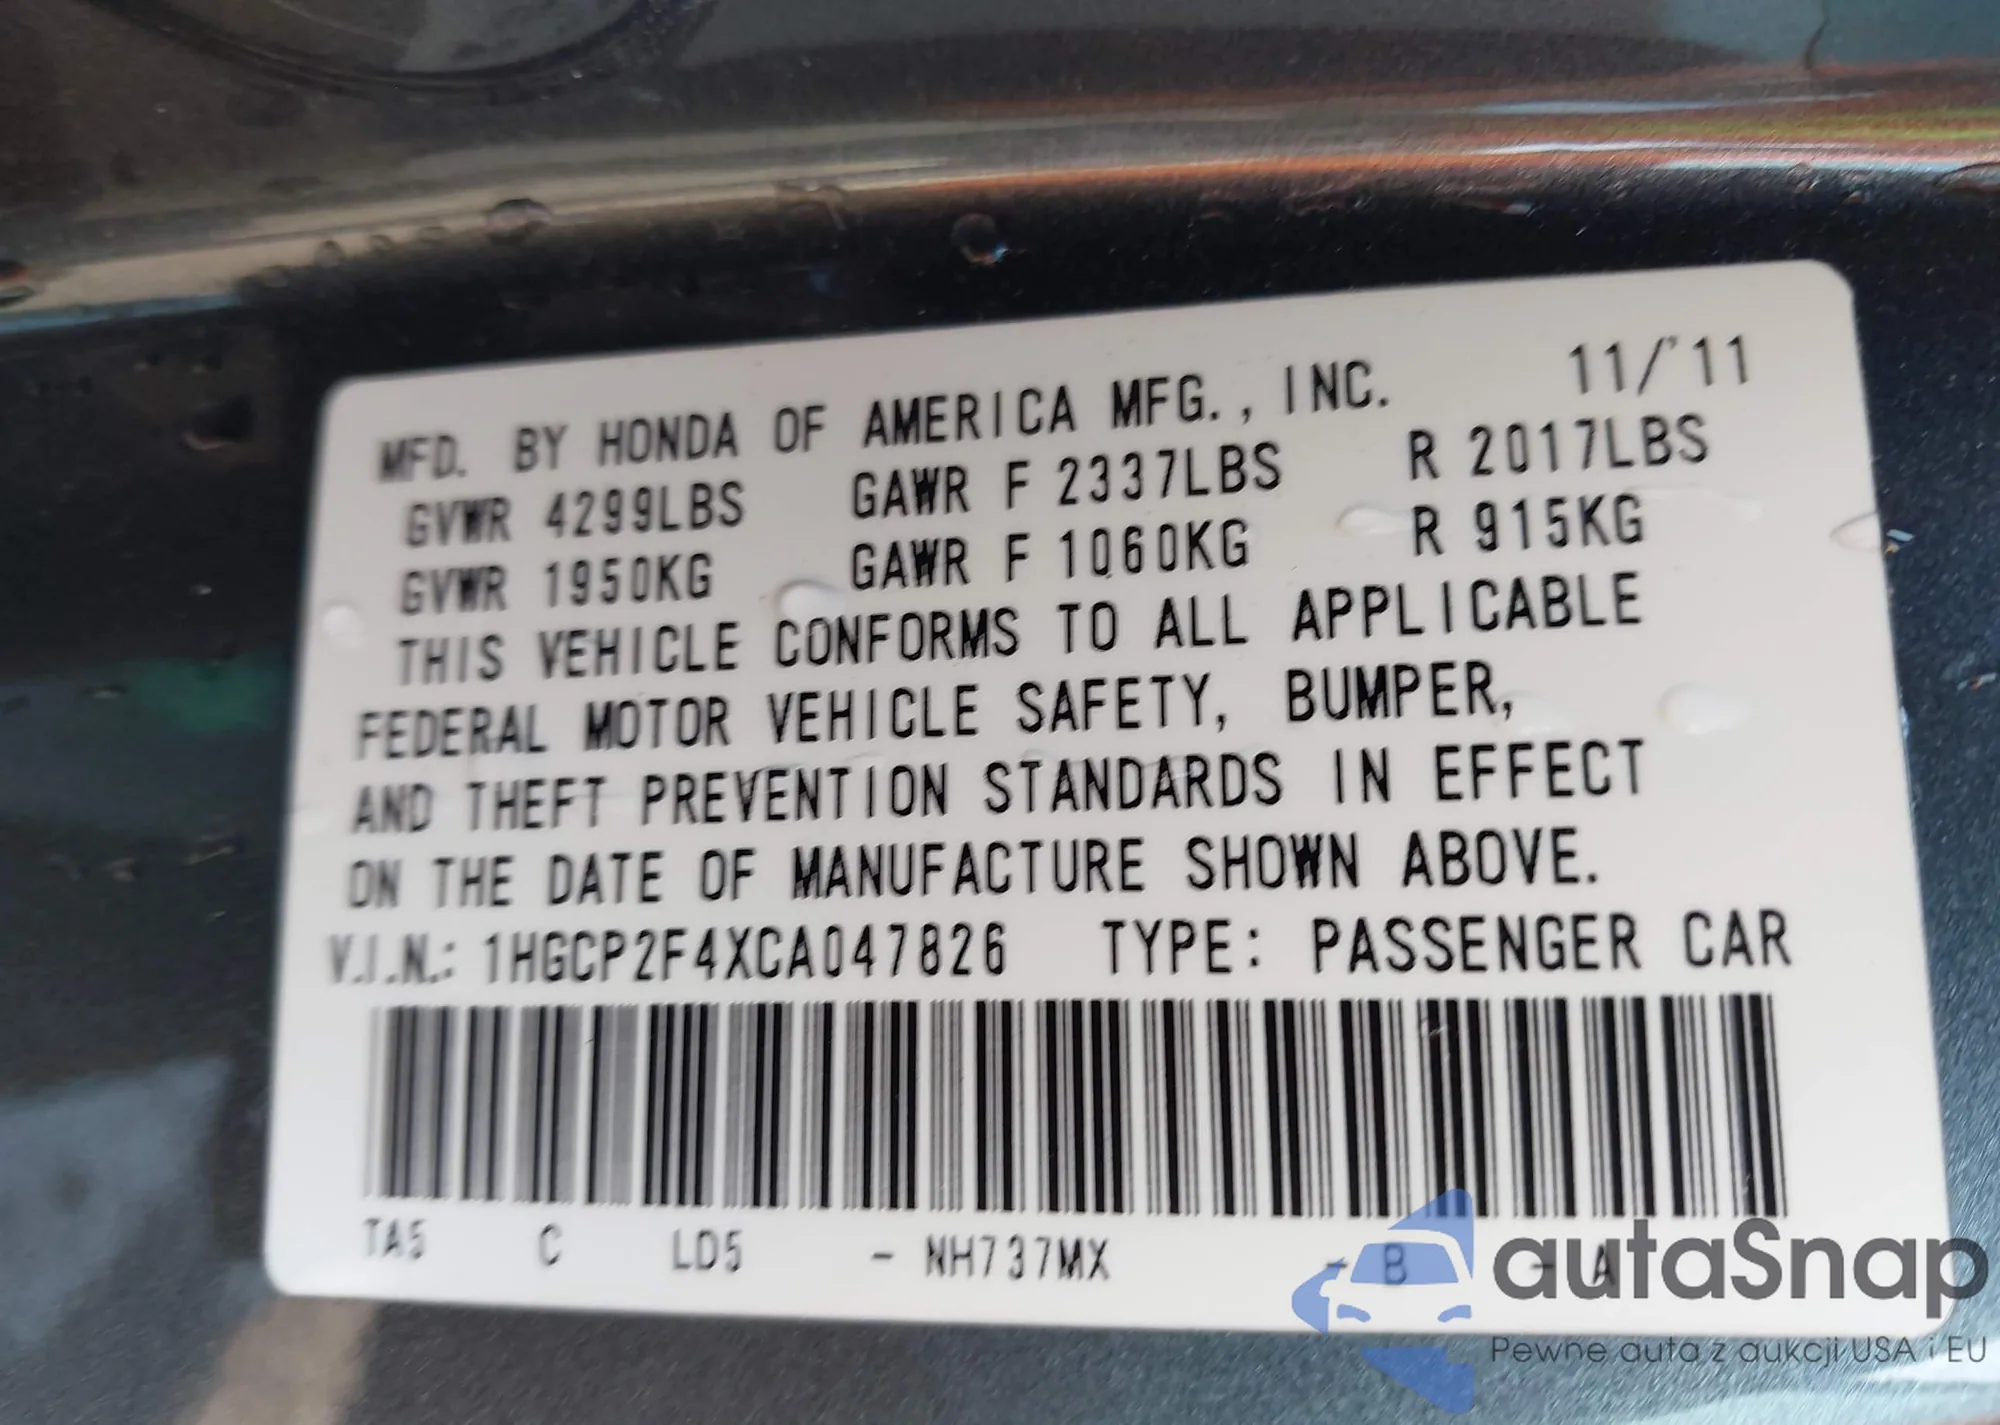 MFD. BY HONDA OF AMERICA MFG., INC. 11/'11
GVWR 4299LBS GAWR F 2337LBS R 2017LBS
GVWR 1950KG GAWR F 1060KG R 915KG
THIS VEHICLE CONFORMS TO ALL APPLICABLE
FEDERAL MOTOR VEHICLE SAFETY, BUMPER,
AND THEFT PREVENTION STANDARDS IN EFFECT
ON THE DATE OF MANUFACTURE SHOWN ABOVE.
V.I.N.: 1HGCP2F4XCA047826 TYPE: PASSENGER CAR
TA5 C LD5 - NH737MX - B - A
autaSnap
Pewne auta z aukcji USA i EU